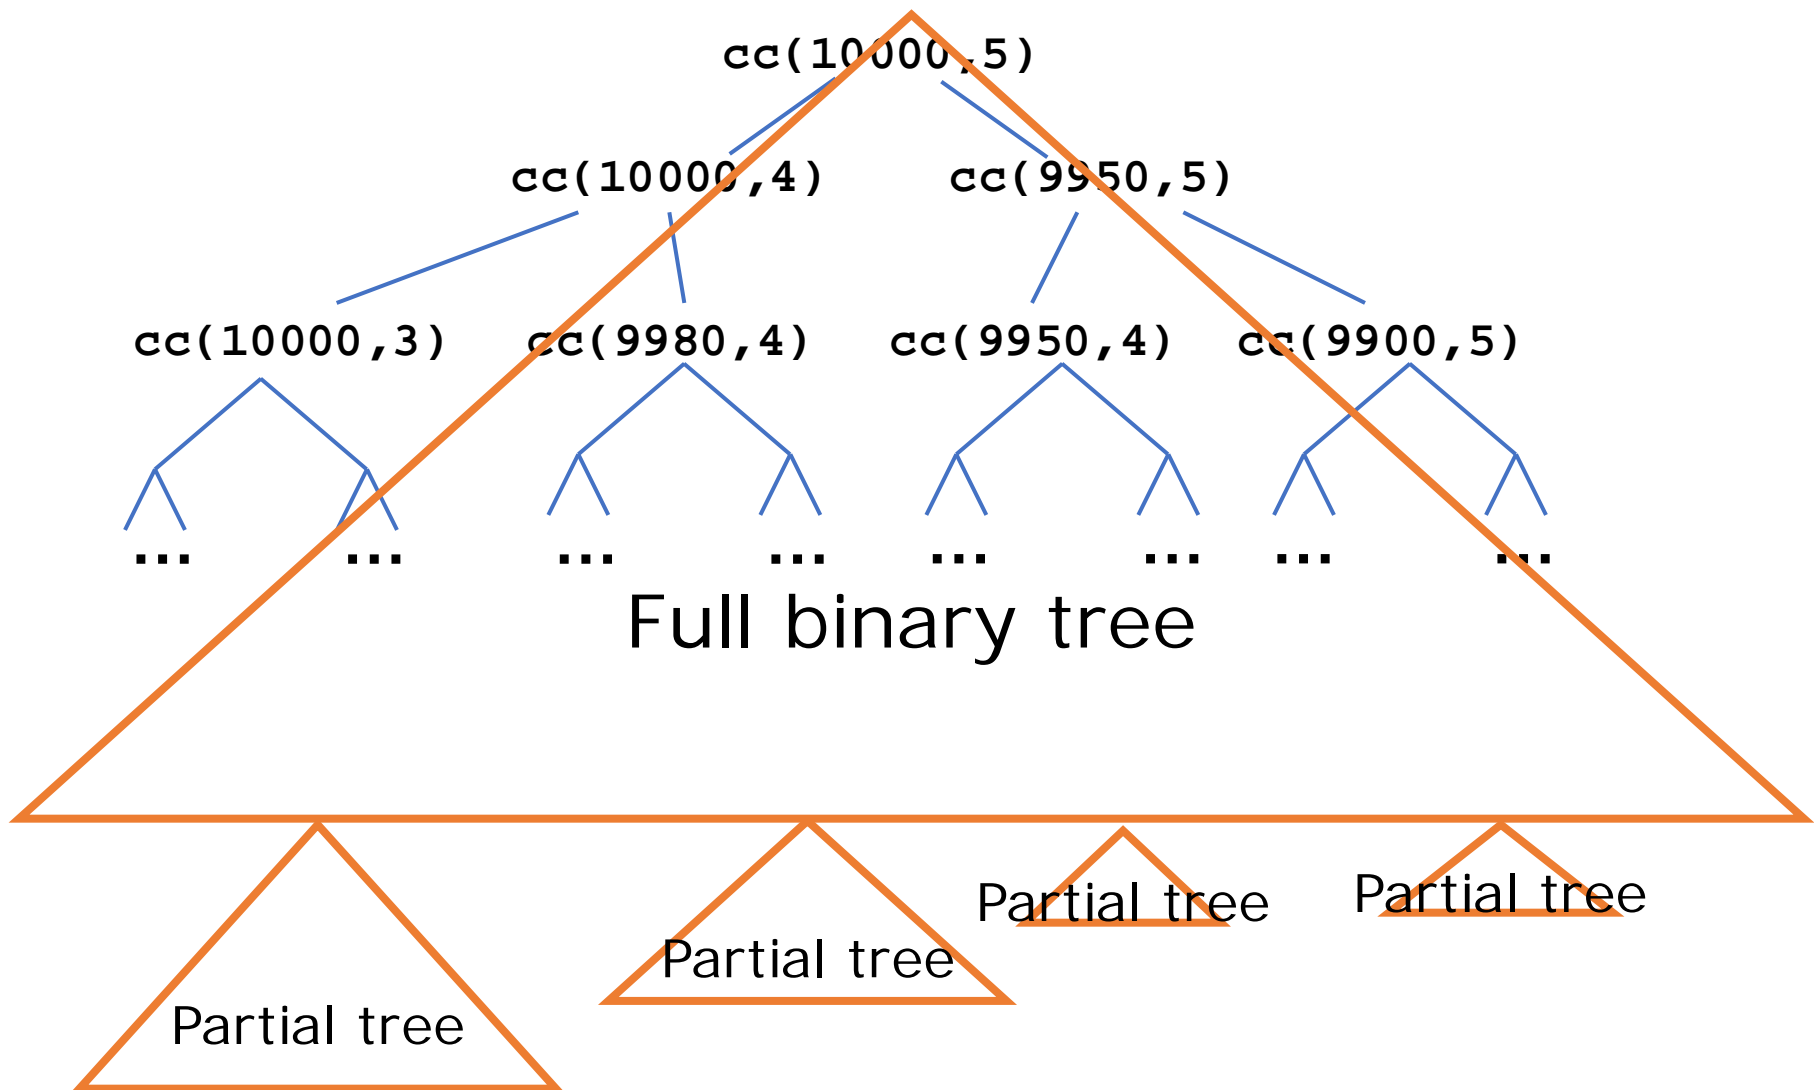 cc(10000,5)
cc(10000,4) cc(9950,5)
cc(10000,3) cc(9980,4) cc(9950,4) cc(9900,5)
... ... ... ... ... ... ... ...
Full binary tree
Partial tree
Partial tree
Partial tree
Partial tree